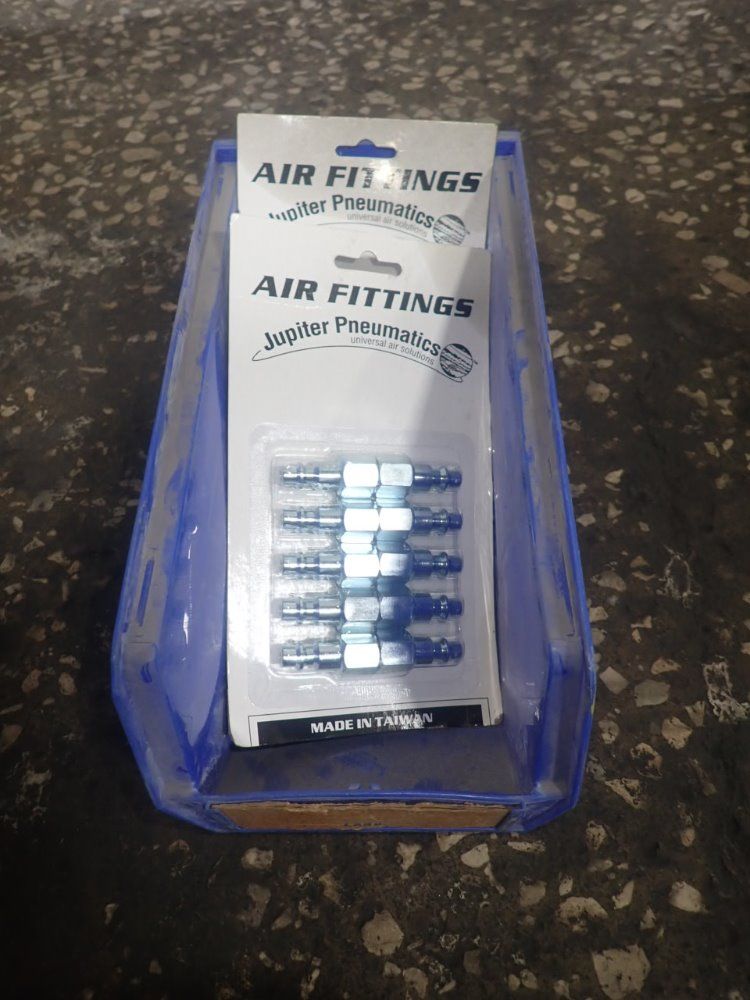 AIR FITTINGS
Jupiter Pneumatics
universal air solutions
AIR FITTINGS
Jupiter Pneumatics
universal air solutions
MADE IN TAIWAN